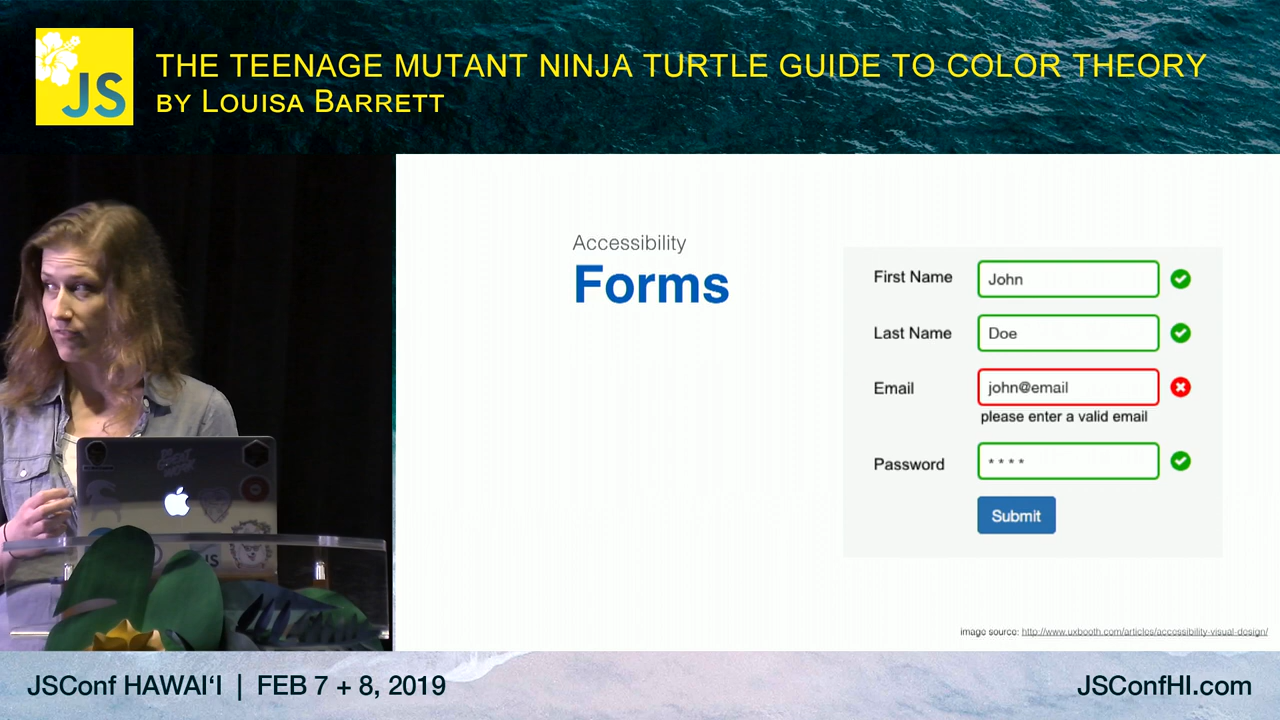 JS
THE TEENAGE MUTANT NINJA TURTLE GUIDE TO COLOR THEORY
BY LOUISA BARRETT
Accessibility
Forms
First Name
John
Last Name
Doe
Email
john@email
please enter a valid email
Password
* * * *
Submit
image source: http://www.uxbooth.com/articles/accessibility-visual-design/
JS
JSConf HAWAI‘I | FEB 7 + 8, 2019
JSConfHI.com